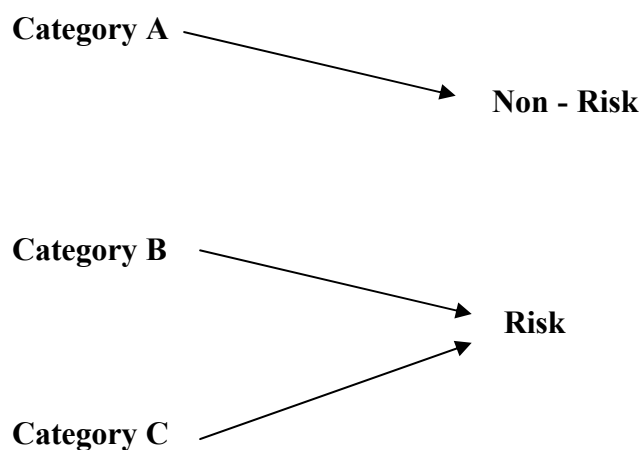 Category A
Non - Risk
Category B
Risk
Category C